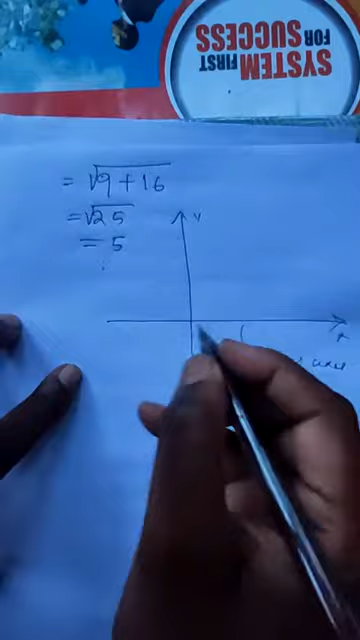 SYSTEM FIRST
FOR SUCCESS
= √9 + 16
= √25
= 5
y
x